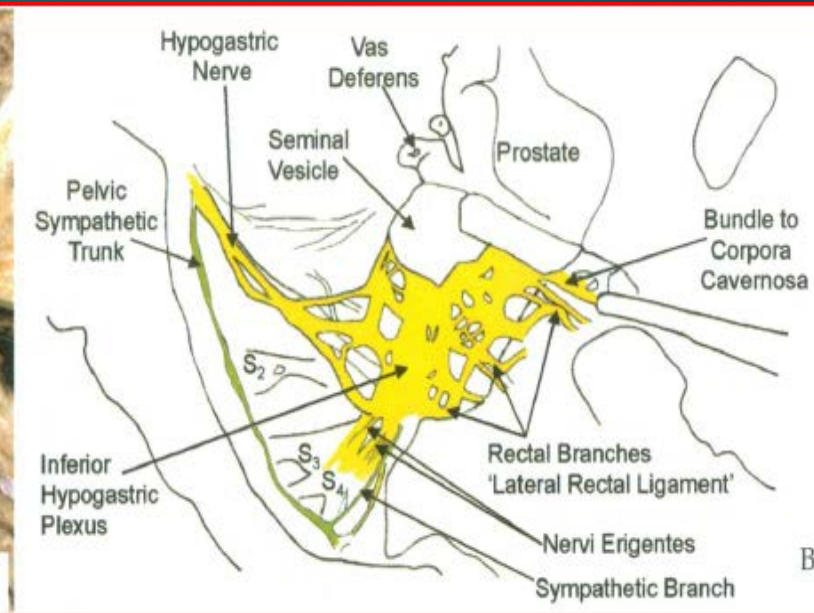 Hypogastric
Nerve
Vas
Deferens
Seminal
Vesicle
Prostate
Pelvic
Sympathetic
Trunk
Bundle to
Corpora
Cavernosa
S2
S3
S4
Inferior
Hypogastric
Plexus
Rectal Branches
'Lateral Rectal Ligament'
Nervi Erigentes
Sympathetic Branch
B